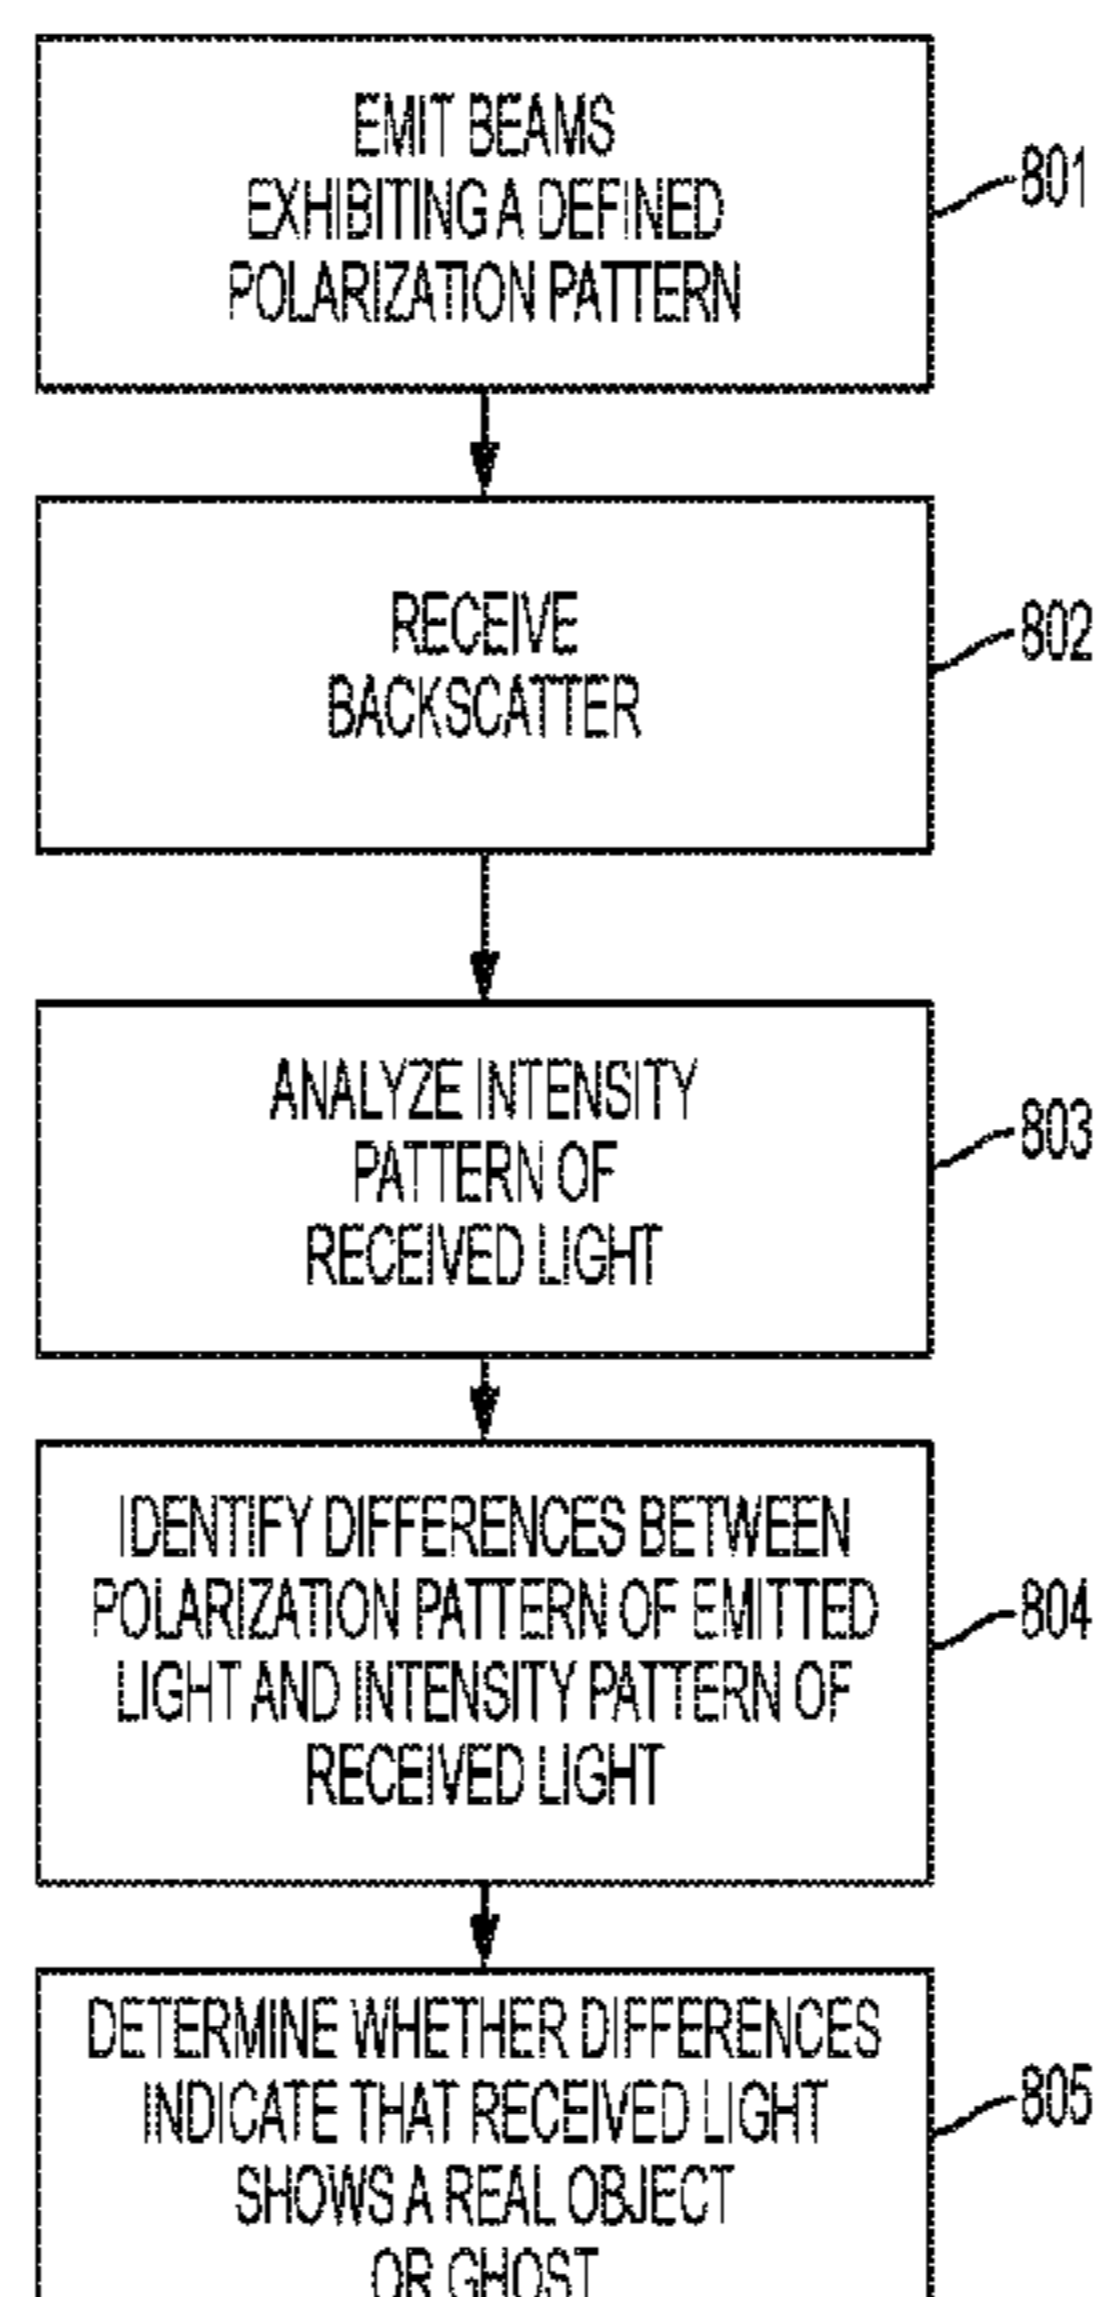 EMIT BEAMS
EXHIBITING A DEFINED
POLARIZATION PATTERN
801
RECEIVE
BACKSCATTER
802
ANALYZE INTENSITY
PATTERN OF
RECEIVED LIGHT
803
IDENTIFY DIFFERENCES BETWEEN
POLARIZATION PATTERN OF EMITTED
LIGHT AND INTENSITY PATTERN OF
RECEIVED LIGHT
804
DETERMINE WHETHER DIFFERENCES
INDICATE THAT RECEIVED LIGHT
SHOWS A REAL OBJECT
OR GHOST
805